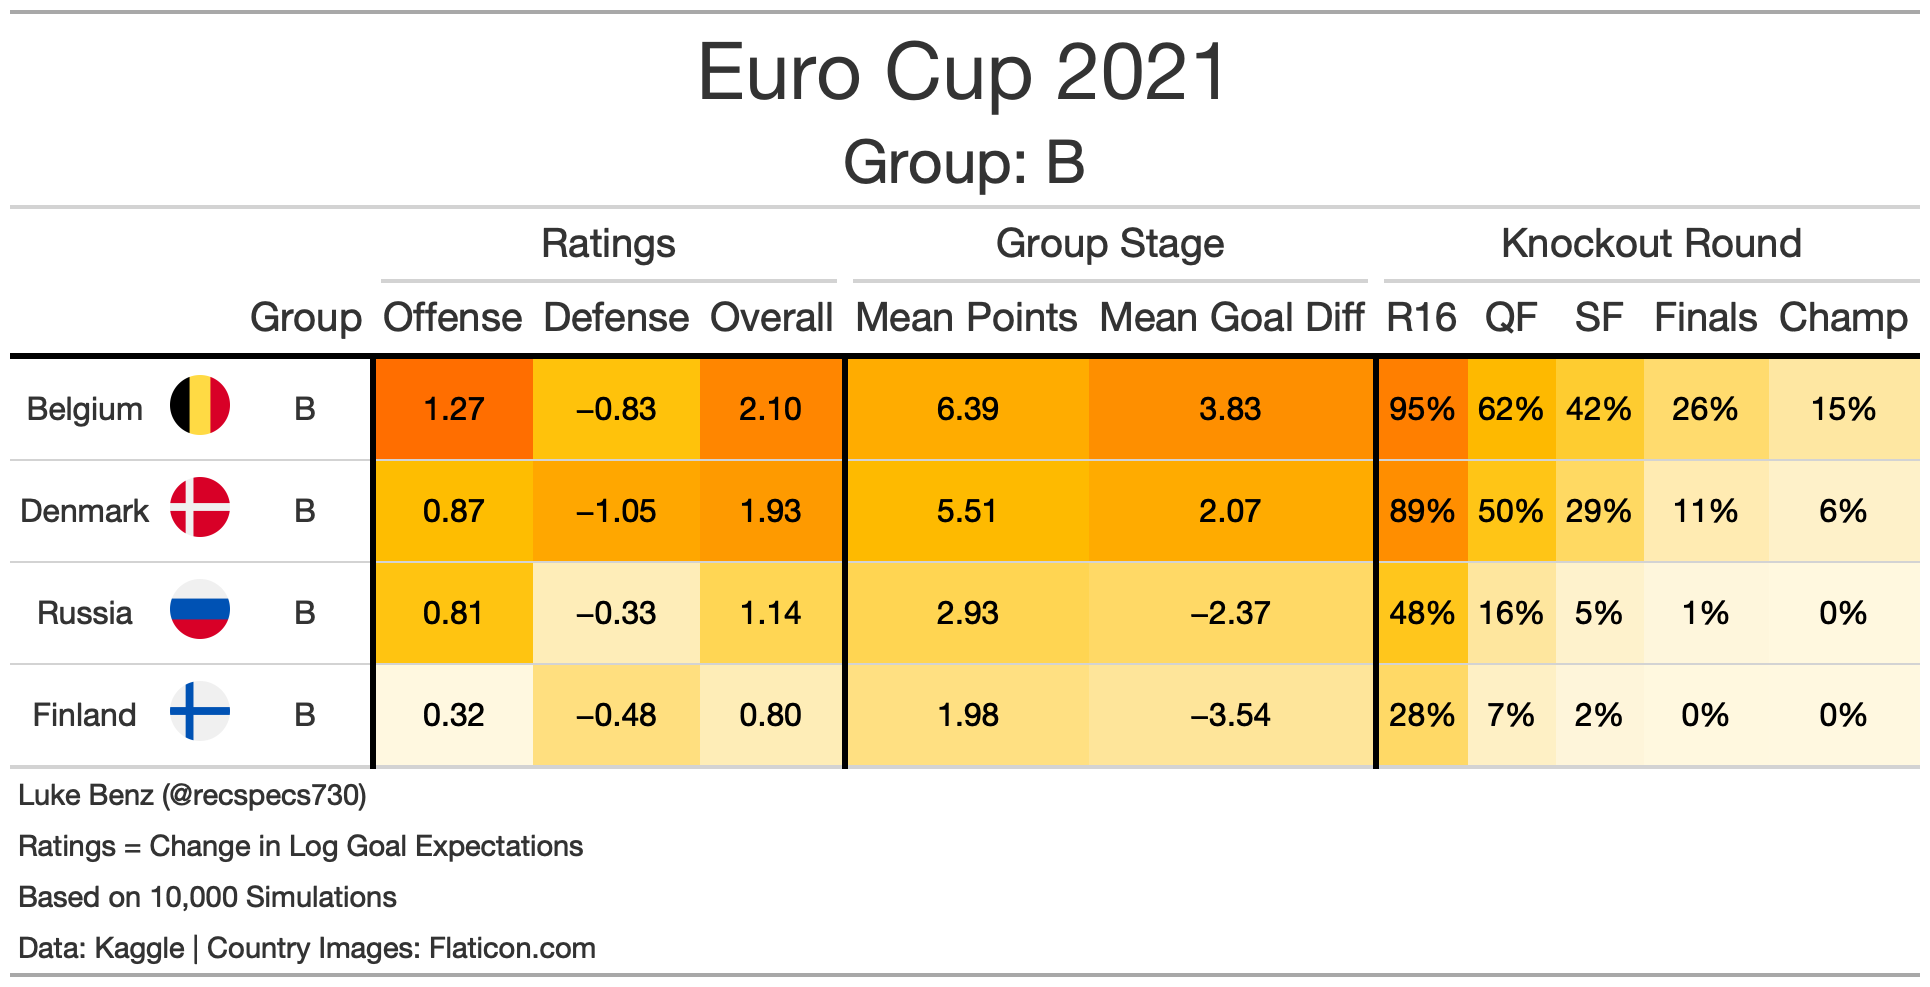 Euro Cup 2021
Group: B
Ratings Group Stage Knockout Round
Group Offense Defense Overall Mean Points Mean Goal Diff R16 QF SF Finals Champ
Belgium B 1.27 −0.83 2.10 6.39 3.83 95% 62% 42% 26% 15%
Denmark B 0.87 −1.05 1.93 5.51 2.07 89% 50% 29% 11% 6%
Russia B 0.81 −0.33 1.14 2.93 −2.37 48% 16% 5% 1% 0%
Finland B 0.32 −0.48 0.80 1.98 −3.54 28% 7% 2% 0% 0%
Luke Benz (@recspecs730)
Ratings = Change in Log Goal Expectations
Based on 10,000 Simulations
Data: Kaggle | Country Images: Flaticon.com